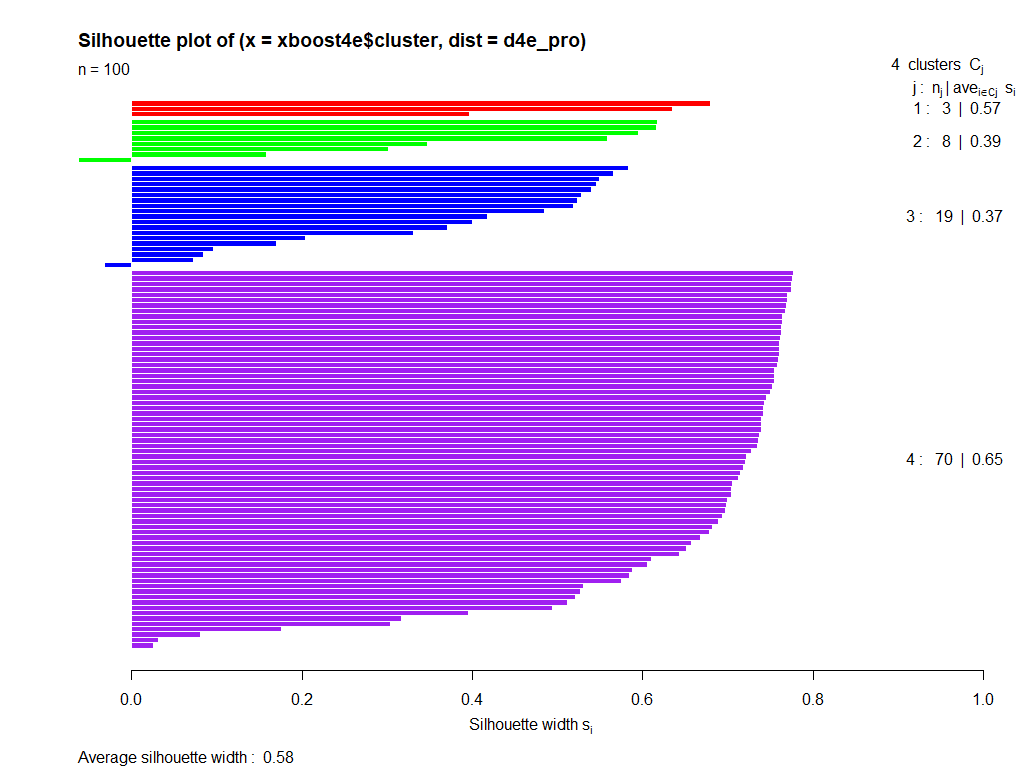 Silhouette plot of (x = xboost4e$cluster, dist = d4e_pro)
n = 100
4 clusters Cj
j : nj | avei∈Cj si
1 : 3 | 0.57
2 : 8 | 0.39
3 : 19 | 0.37
4 : 70 | 0.65
0.0 0.2 0.4 0.6 0.8 1.0
Silhouette width si
Average silhouette width : 0.58